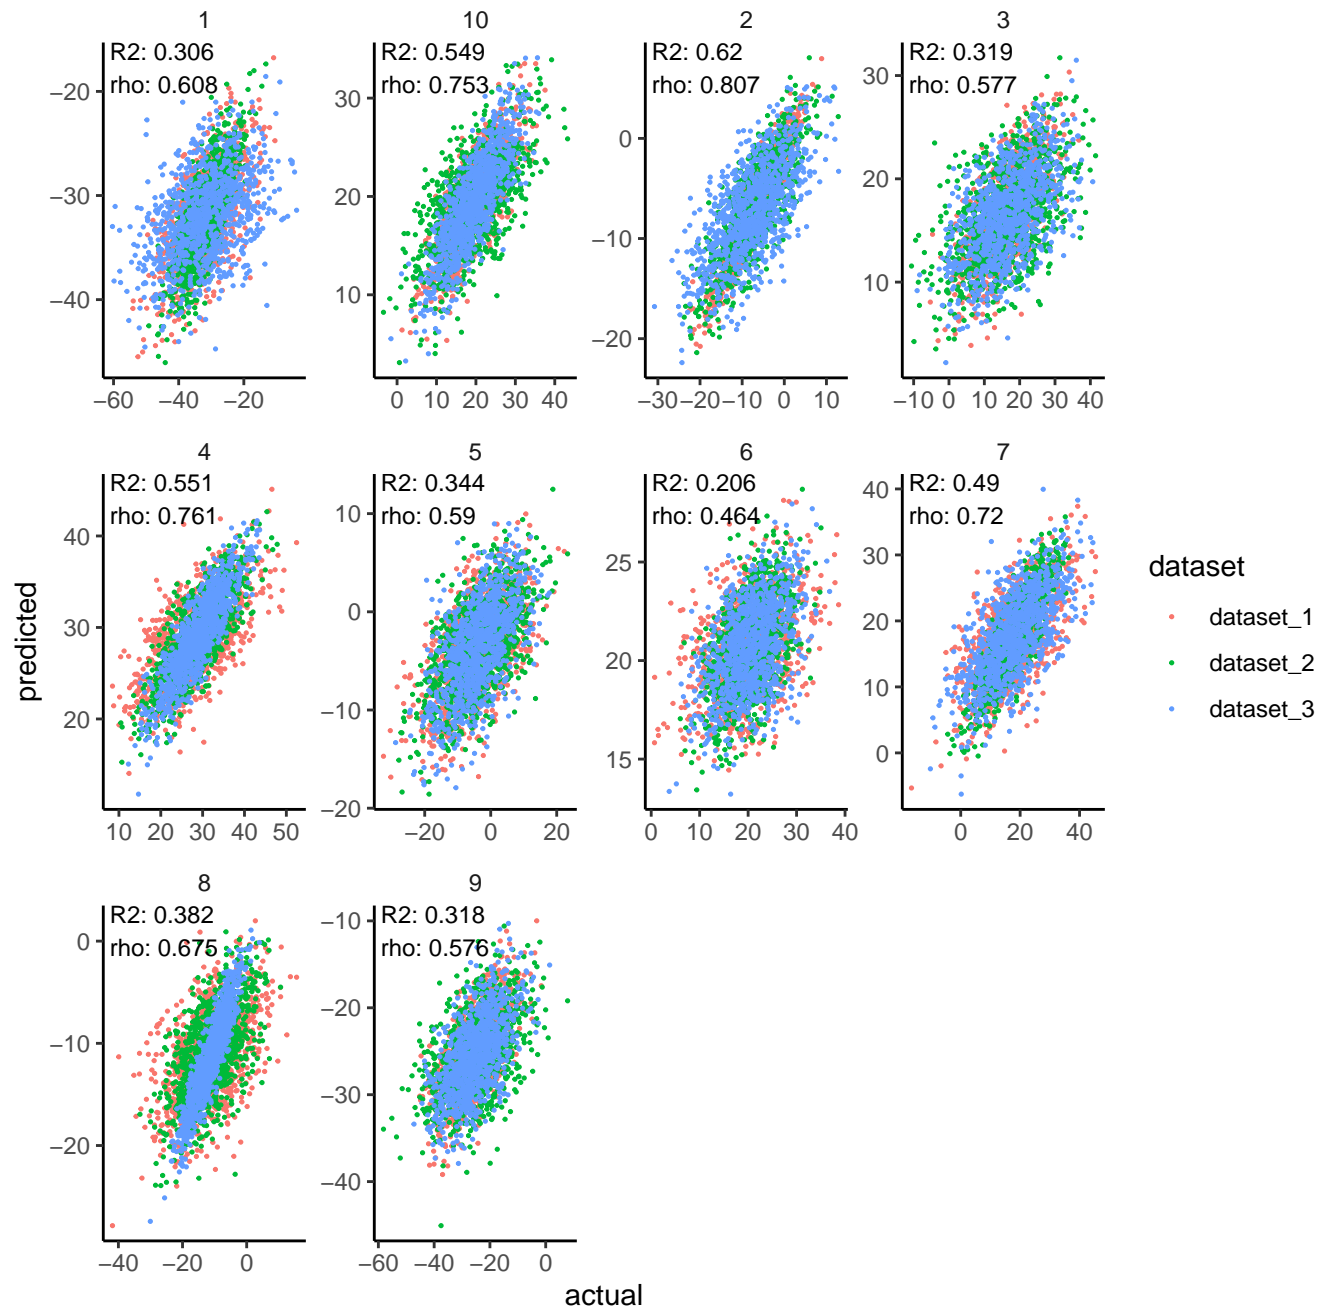 1
R2: 0.306
rho: 0.608
−20
−30
−40
−60 −40 −20
10
R2: 0.549
rho: 0.753
30
20
10
0 10 20 30 40
2
R2: 0.62
rho: 0.807
0
−10
−20
−30 −20 −10 0 10
3
R2: 0.319
rho: 0.577
30
20
10
−10 0 10 20 30 40
4
R2: 0.551
rho: 0.761
40
30
20
10 20 30 40 50
5
R2: 0.344
rho: 0.59
10
0
−10
−20
−20 0 20
6
R2: 0.206
rho: 0.464
25
20
15
0 10 20 30 40
7
R2: 0.49
rho: 0.72
40
30
20
10
0
0 20 40
8
R2: 0.382
rho: 0.675
0
−10
−20
−40 −20 0
9
R2: 0.318
rho: 0.576
−10
−20
−30
−40
−60 −40 −20 0
predicted
actual
dataset
dataset_1
dataset_2
dataset_3